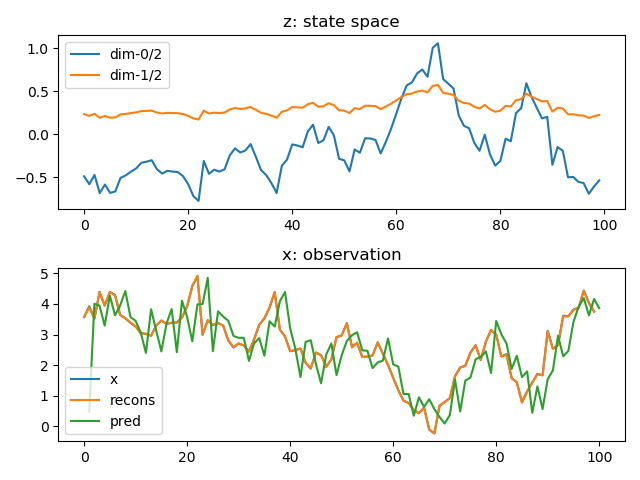 z: state space
dim-0/2
dim-1/2
1.0
0.5
0.0
−0.5
0 20 40 60 80 100
x: observation
5
4
3
2
1
0
x
recons
pred
0 20 40 60 80 100